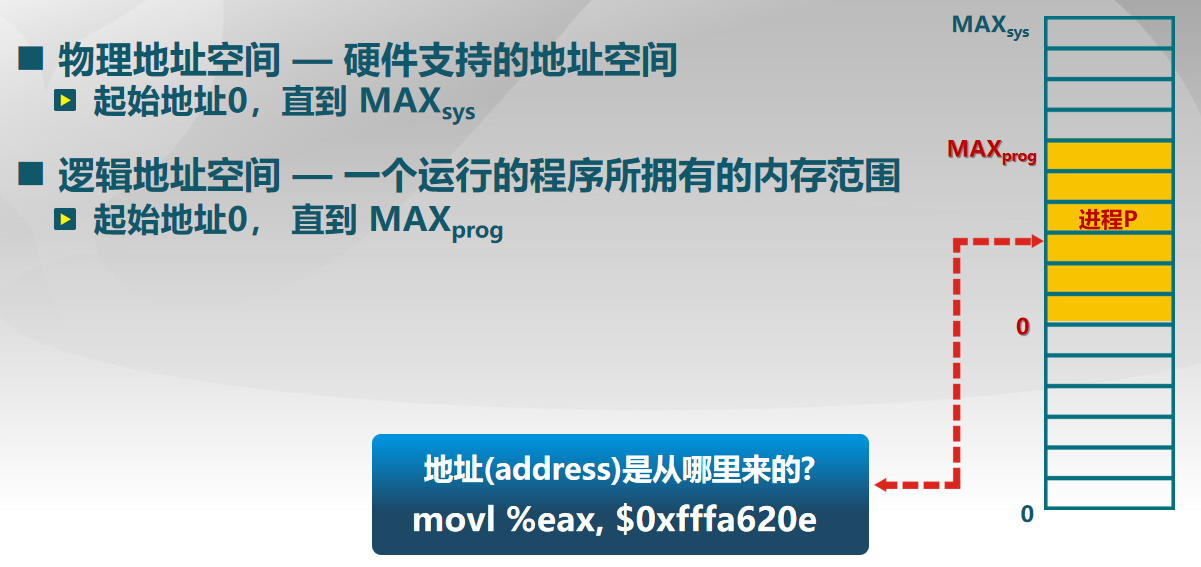 物理地址空间 — 硬件支持的地址空间
起始地址0，直到 MAXsys
逻辑地址空间 — 一个运行的程序所拥有的内存范围
起始地址0， 直到 MAXprog
地址(address)是从哪里来的?
movl %eax, $0xfffa620e
MAXsys
MAXprog
进程P
0
0